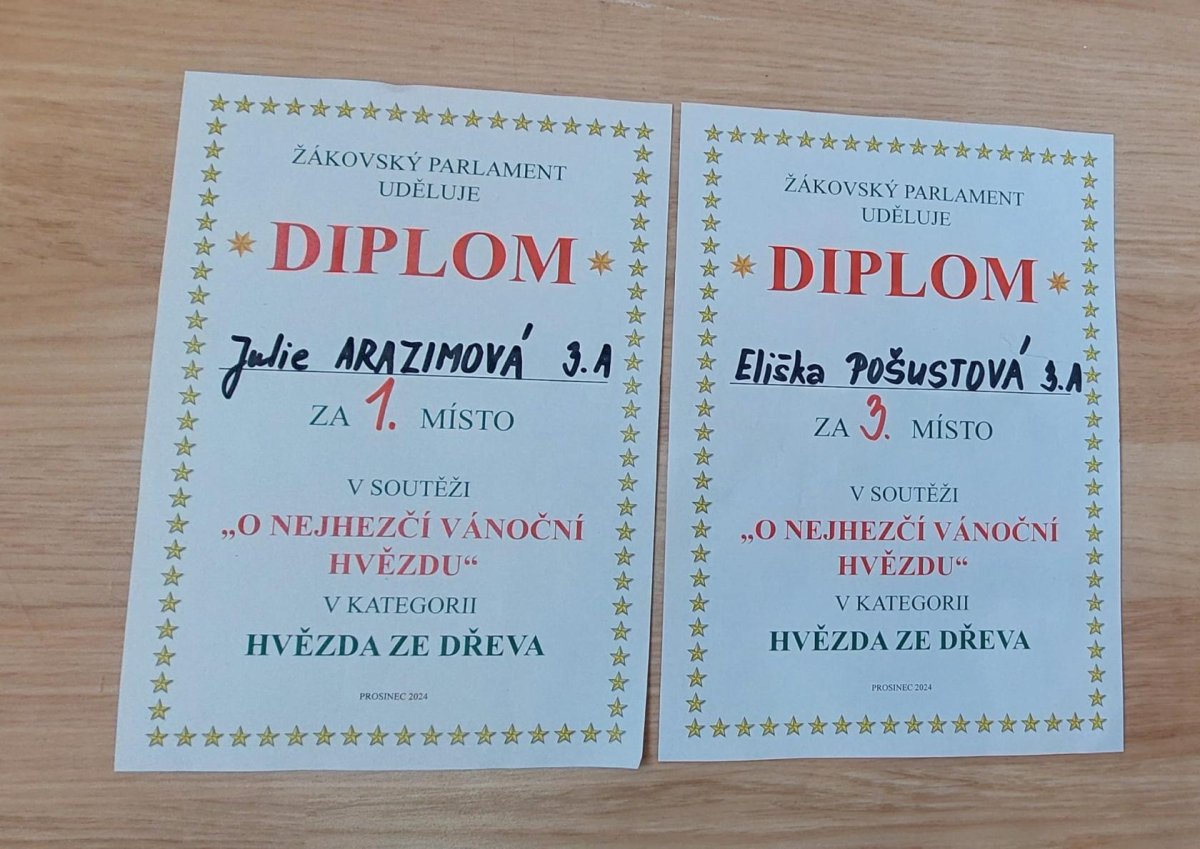 ŽÁKOVSKÝ PARLAMENT
UDĚLUJE
DIPLOM
Julie ARAZIMOVÁ 3.A
ZA 1. MÍSTO
V SOUTĚŽI
„O NEJHEZČÍ VÁNOČNÍ
HVĚZDU“
V KATEGORII
HVĚZDA ZE DŘEVA
PROSINEC 2024
ŽÁKOVSKÝ PARLAMENT
UDĚLUJE
DIPLOM
Eliška POŠUSTOVÁ 3.A
ZA 3. MÍSTO
V SOUTĚŽI
„O NEJHEZČÍ VÁNOČNÍ
HVĚZDU“
V KATEGORII
HVĚZDA ZE DŘEVA
PROSINEC 2024